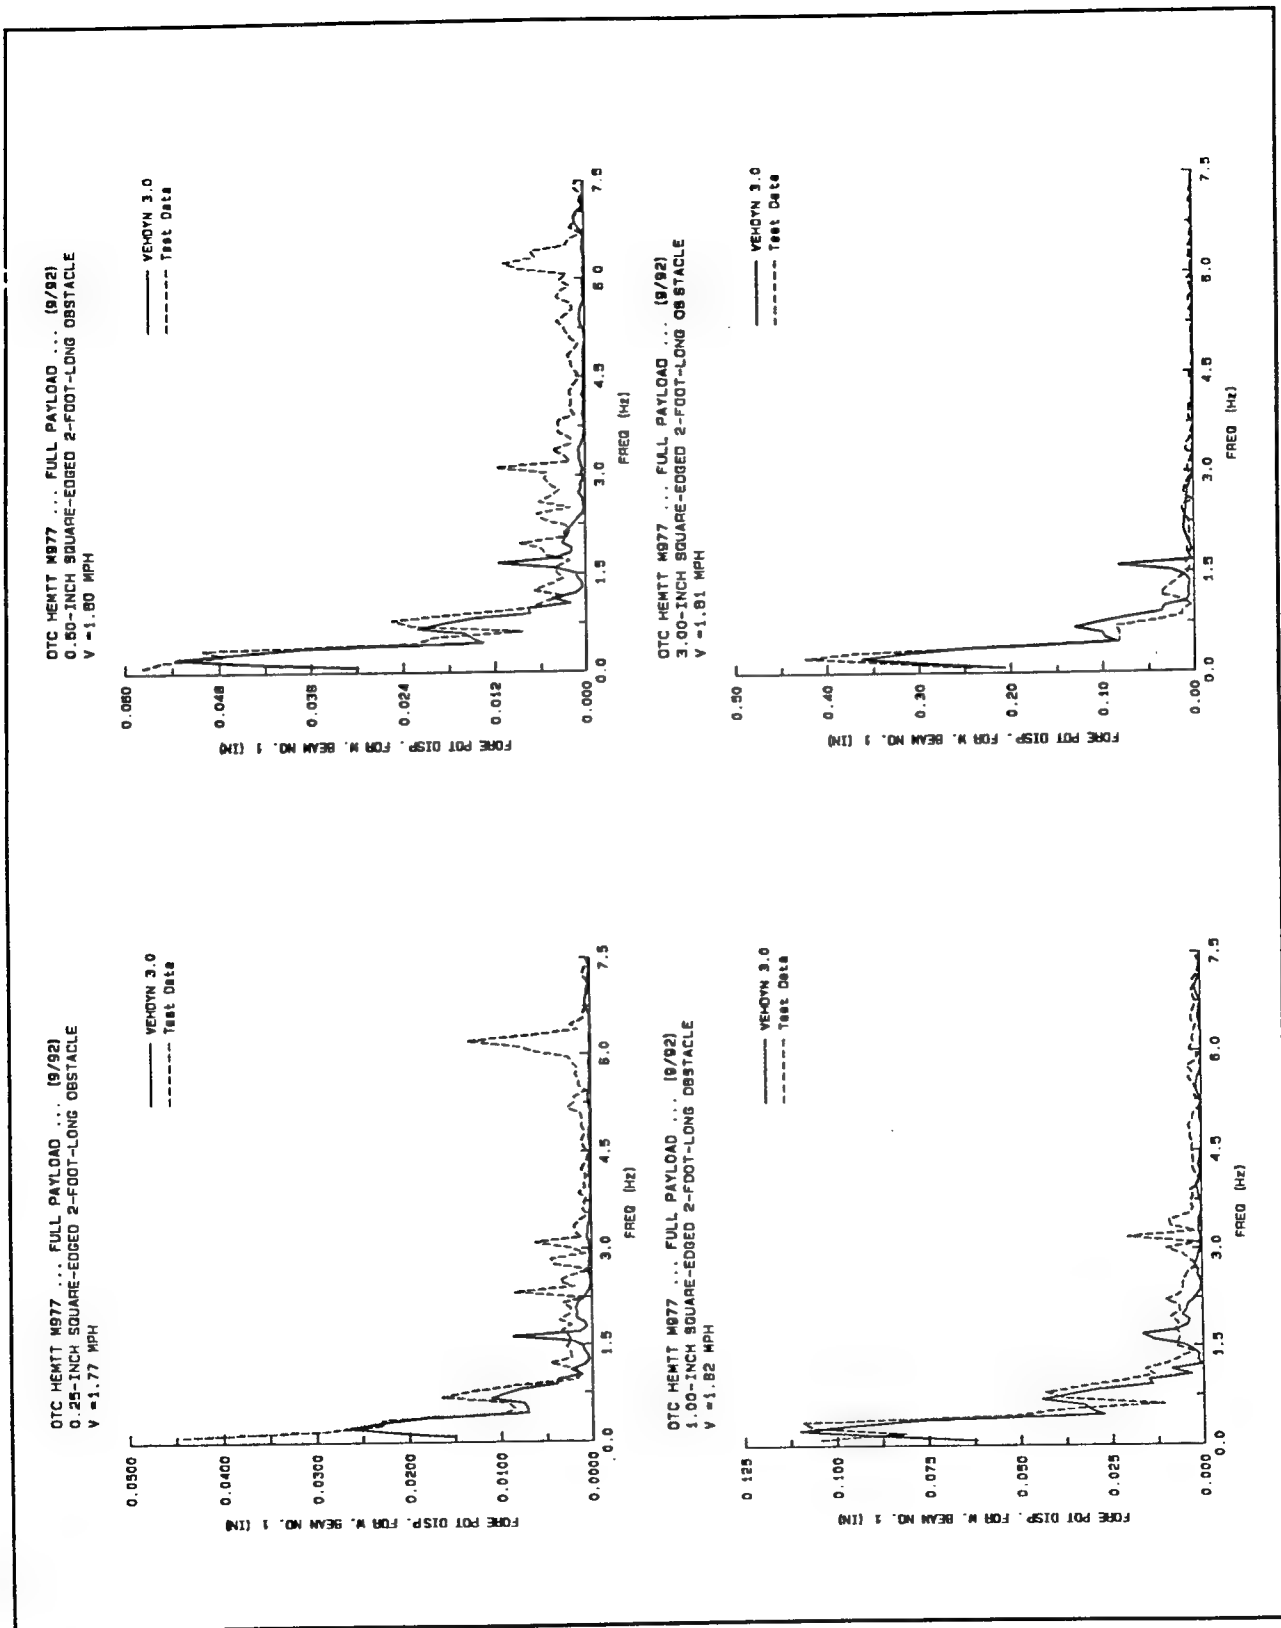 OTC HEMTT M977 ... FULL PAYLOAD ... (9/92)
0.25-INCH SQUARE-EDGED 2-FOOT-LONG OBSTACLE
V =1.77 MPH
VEHDYN 3.0
Test Data
0.0500
0.0400
0.0300
0.0200
0.0100
0.0000
FORE POT DISP. FOR W. BEAM NO. 1 (IN)
0.0
1.5
3.0
4.5
6.0
7.5
FREQ (Hz)
OTC HEMTT M977 ... FULL PAYLOAD ... (9/92)
0.50-INCH SQUARE-EDGED 2-FOOT-LONG OBSTACLE
V =1.80 MPH
VEHDYN 3.0
Test Data
0.060
0.048
0.036
0.024
0.012
0.000
FORE POT DISP. FOR W. BEAM NO. 1 (IN)
0.0
1.5
3.0
4.5
6.0
7.5
FREQ (Hz)
OTC HEMTT M977 ... FULL PAYLOAD ... (9/92)
1.00-INCH SQUARE-EDGED 2-FOOT-LONG OBSTACLE
V =1.82 MPH
VEHDYN 3.0
Test Data
0.125
0.100
0.075
0.050
0.025
0.000
FORE POT DISP. FOR W. BEAM NO. 1 (IN)
0.0
1.5
3.0
4.5
6.0
7.5
FREQ (Hz)
OTC HEMTT M977 ... FULL PAYLOAD ... (9/92)
3.00-INCH SQUARE-EDGED 2-FOOT-LONG OBSTACLE
V =1.81 MPH
VEHDYN 3.0
Test Data
0.50
0.40
0.30
0.20
0.10
0.00
FORE POT DISP. FOR W. BEAM NO. 1 (IN)
0.0
1.5
3.0
4.5
6.0
7.5
FREQ (Hz)